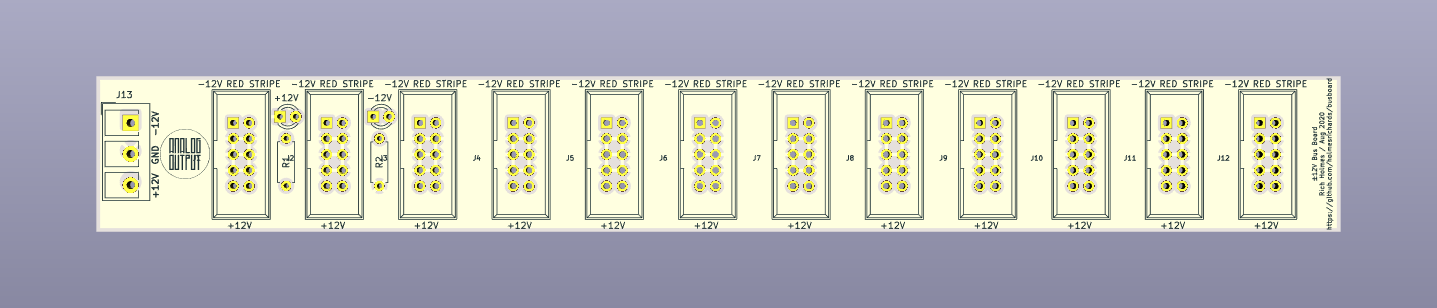 -12V RED STRIPE -12V RED STRIPE -12V RED STRIPE -12V RED STRIPE -12V RED STRIPE -12V RED STRIPE -12V RED STRIPE -12V RED STRIPE -12V RED STRIPE -12V RED STRIPE -12V RED STRIPE -12V RED STRIPE
J13
+12V
-12V
-12V
GND
+12V
ANALOG
OUTPUT
R1
J2
R2
J3
J4
J5
J6
J7
J8
J9
J10
J11
J12
+12V +12V +12V +12V +12V +12V +12V +12V +12V +12V +12V +12V
±12V Bus Board
Rich Holmes / Aug 2020
https://github.com/holmesrichards/busboard